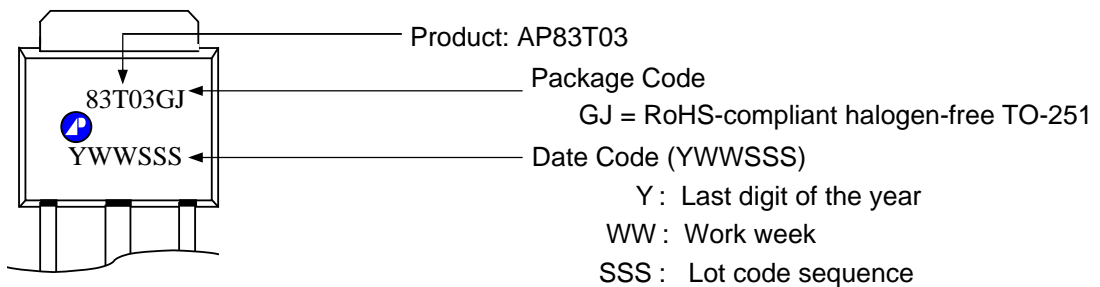 Product: AP83T03
Package Code
83T03GJ
GJ = RoHS-compliant halogen-free TO-251
AP
YWWSSS
Date Code (YWWSSS)
Y : Last digit of the year
WW : Work week
SSS : Lot code sequence